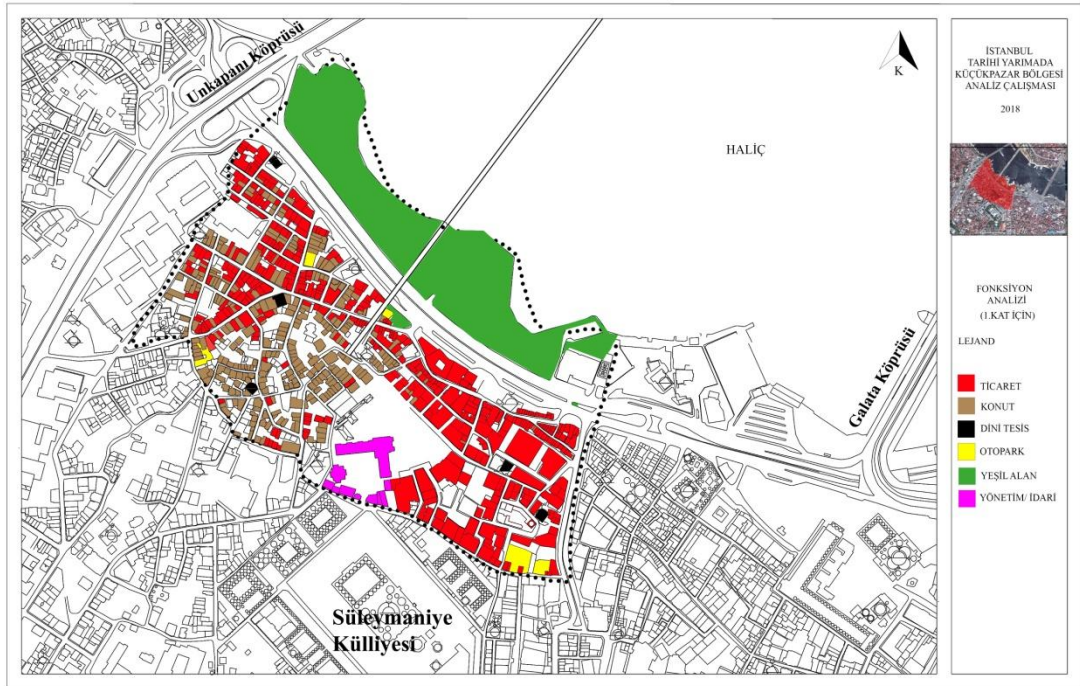 Unkapanı Köprüsü
K
HALİÇ
Galata Köprüsü
Süleymaniye
Külliyesi
İSTANBUL
TARİHİ YARIMADA
KÜÇÜKPAZAR BÖLGESİ
ANALİZ ÇALIŞMASI
2018
FONKSİYON
ANALİZİ
(1.KAT İÇİN)
LEJAND
TİCARET
KONUT
DİNİ TESİS
OTOPARK
YEŞİL ALAN
YÖNETİM/ İDARİ